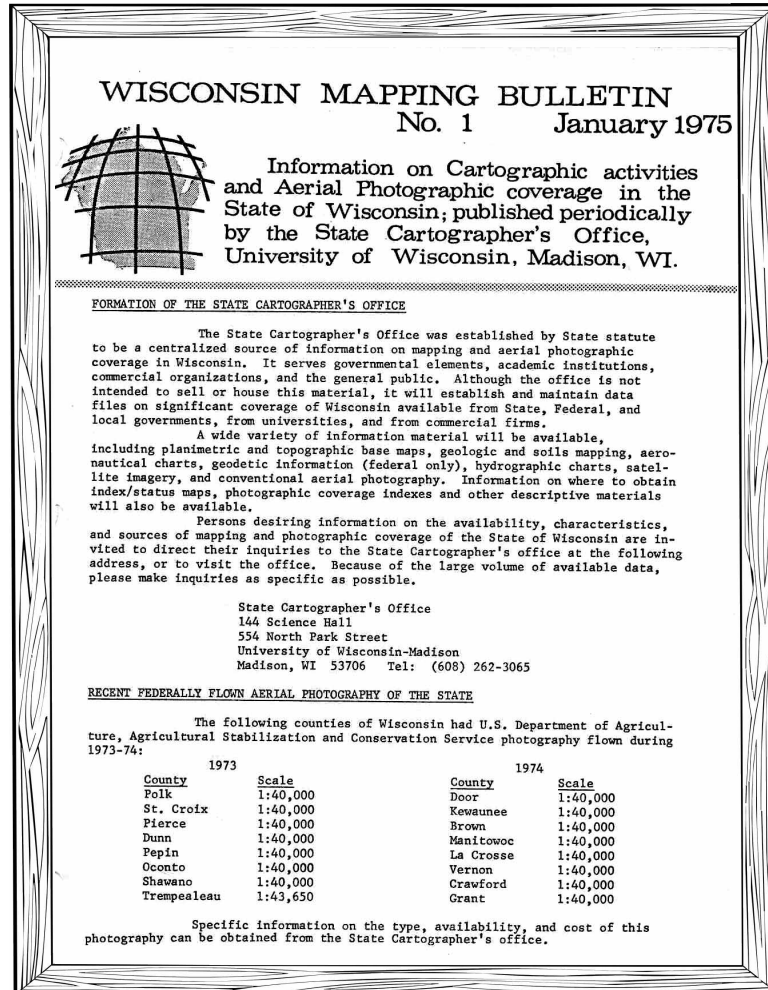 WISCONSIN MAPPING BULLETIN
No. 1 January 1975
Information on Cartographic activities
and Aerial Photographic coverage in the
State of Wisconsin; published periodically
by the State Cartographer's Office,
University of Wisconsin, Madison, WI.
FORMATION OF THE STATE CARTOGRAPHER'S OFFICE
The State Cartographer's Office was established by State statute
to be a centralized source of information on mapping and aerial photographic
coverage in Wisconsin. It serves governmental elements, academic institutions,
commercial organizations, and the general public. Although the office is not
intended to sell or house this material, it will establish and maintain data
files on significant coverage of Wisconsin available from State, Federal, and
local governments, from universities, and from commercial firms.
A wide variety of information material will be available,
including planimetric and topographic base maps, geologic and soils mapping, aero-
nautical charts, geodetic information (federal only), hydrographic charts, satel-
lite imagery, and conventional aerial photography. Information on where to obtain
index/status maps, photographic coverage indexes and other descriptive materials
will also be available.
Persons desiring information on the availability, characteristics,
and sources of mapping and photographic coverage of the State of Wisconsin are in-
vited to direct their inquiries to the State Cartographer's office at the following
address, or to visit the office. Because of the large volume of available data,
please make inquiries as specific as possible.
State Cartographer's Office
144 Science Hall
554 North Park Street
University of Wisconsin-Madison
Madison, WI 53706 Tel: (608) 262-3065
RECENT FEDERALLY FLOWN AERIAL PHOTOGRAPHY OF THE STATE
The following counties of Wisconsin had U.S. Department of Agricul-
ture, Agricultural Stabilization and Conservation Service photography flown during
1973-74:
1973
County Scale
Polk 1:40,000
St. Croix 1:40,000
Pierce 1:40,000
Dunn 1:40,000
Pepin 1:40,000
Oconto 1:40,000
Shawano 1:40,000
Trempealeau 1:43,650
1974
County Scale
Door 1:40,000
Kewaunee 1:40,000
Brown 1:40,000
Manitowoc 1:40,000
La Crosse 1:40,000
Vernon 1:40,000
Crawford 1:40,000
Grant 1:40,000
Specific information on the type, availability, and cost of this
photography can be obtained from the State Cartographer's office.